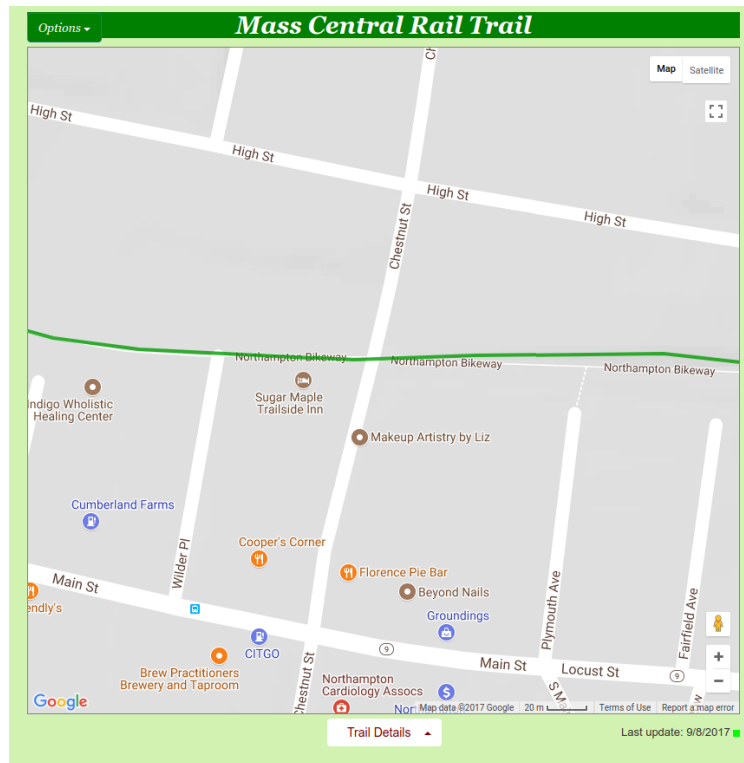 Options
Mass Central Rail Trail
Ch
Map
Satellite
High St
High St
High St
High St
Chestnut St
Northampton Bikeway
Northampton Bikeway
Northampton Bikeway
Indigo Wholistic
Healing Center
Sugar Maple
Trailside Inn
Makeup Artistry by Liz
Cumberland Farms
Cooper's Corner
Wilder Pl
Florence Pie Bar
Main St
Beyond Nails
Plymouth Ave
Fairfield Ave
endly's
Groundings
CITGO
9
Main St
Locust St
9
Brew Practitioners
Brewery and Taproom
Chestnut St
Northampton
Cardiology Assocs
S Ma
Google
Nor
Map data ©2017 Google
20 m
Terms of Use
Report a map error
Trail Details
Last update: 9/8/2017